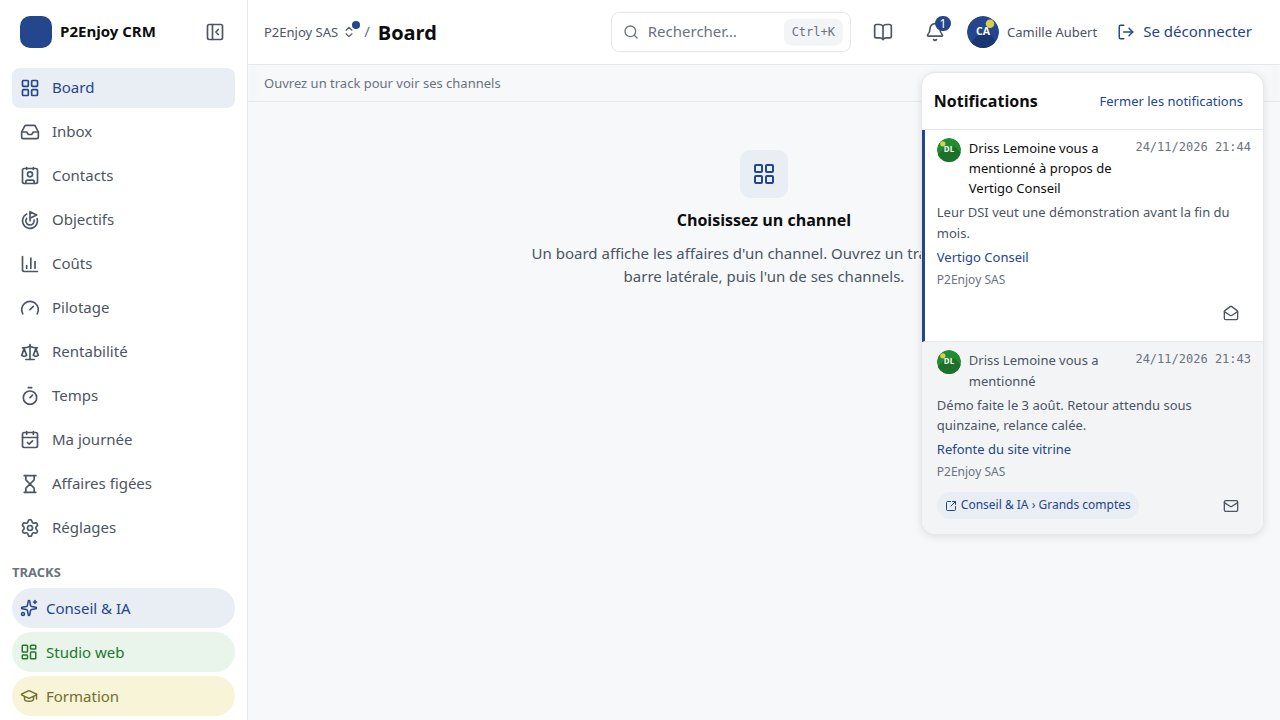 P2Enjoy CRM
Board
Inbox
Contacts
Objectifs
Coûts
Pilotage
Rentabilité
Temps
Ma journée
Affaires figées
Réglages
TRACKS
Conseil & IA
Studio web
Formation
P2Enjoy SAS / Board
Rechercher... Ctrl+K
1
CA Camille Aubert
Se déconnecter
Ouvrez un track pour voir ses channels
Choisissez un channel
Un board affiche les affaires d'un channel. Ouvrez un
barre latérale, puis l'un de ses channels.
Notifications Fermer les notifications
DL Driss Lemoine vous a 24/11/2026 21:44
mentionné à propos de
Vertigo Conseil
Leur DSI veut une démonstration avant la fin du
mois.
Vertigo Conseil
P2Enjoy SAS
DL Driss Lemoine vous a 24/11/2026 21:43
mentionné
Démo faite le 3 août. Retour attendu sous
quinzaine, relance calée.
Refonte du site vitrine
P2Enjoy SAS
Conseil & IA › Grands comptes